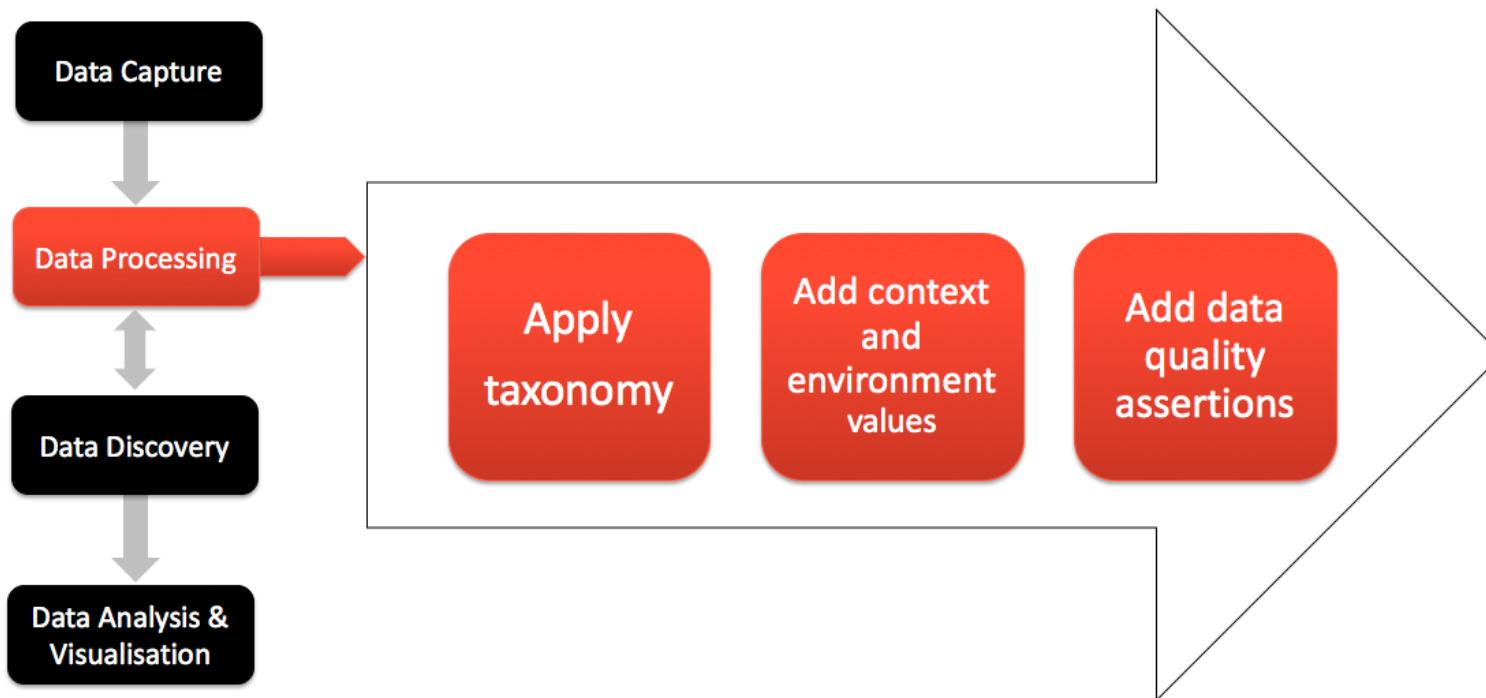 Data Capture
Data Processing
Data Discovery
Data Analysis &
Visualisation
Apply
taxonomy
Add context
and
environment
values
Add data
quality
assertions